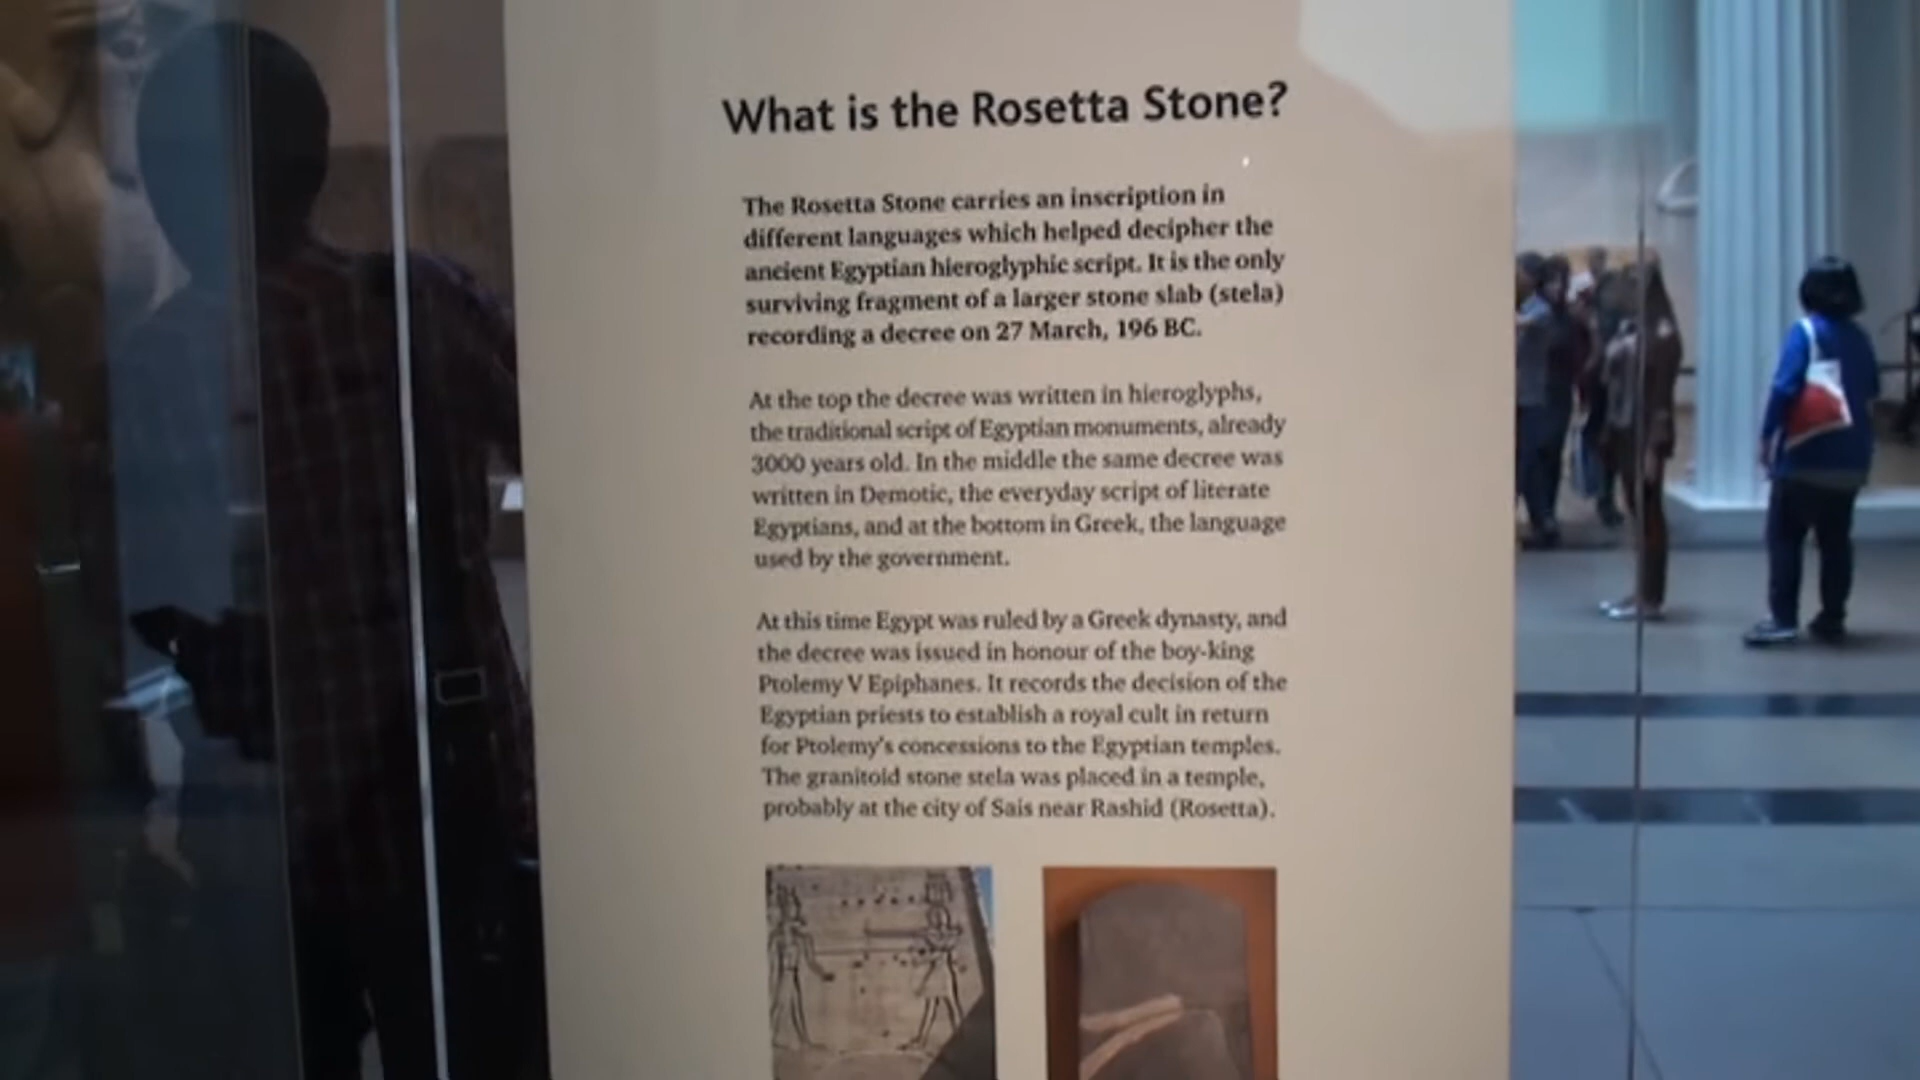 What is the Rosetta Stone?
The Rosetta Stone carries an inscription in
different languages which helped decipher the
ancient Egyptian hieroglyphic script. It is the only
surviving fragment of a larger stone slab (stela)
recording a decree on 27 March, 196 BC.
At the top the decree was written in hieroglyphs,
the traditional script of Egyptian monuments, already
3000 years old. In the middle the same decree was
written in Demotic, the everyday script of literate
Egyptians, and at the bottom in Greek, the language
used by the government.
At this time Egypt was ruled by a Greek dynasty, and
the decree was issued in honour of the boy-king
Ptolemy V Epiphanes. It records the decision of the
Egyptian priests to establish a royal cult in return
for Ptolemy's concessions to the Egyptian temples.
The granitoid stone stela was placed in a temple,
probably at the city of Sais near Rashid (Rosetta).